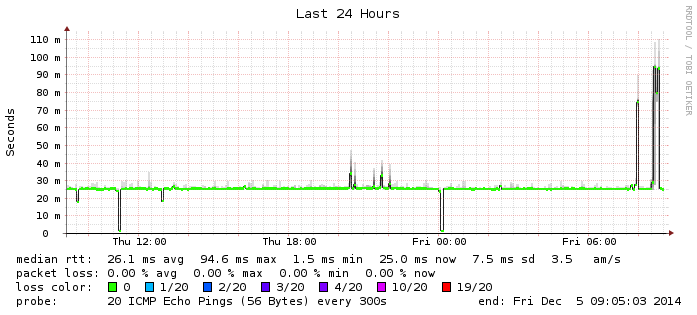 Last 24 Hours
RRDTOOL / TOBI OETIKER
Seconds
110 m
100 m
90 m
80 m
70 m
60 m
50 m
40 m
30 m
20 m
10 m
0
Thu 12:00 Thu 18:00 Fri 00:00 Fri 06:00
median rtt: 26.1 ms avg 94.6 ms max 1.5 ms min 25.0 ms now 7.5 ms sd 3.5 am/s
packet loss: 0.00 % avg 0.00 % max 0.00 % min 0.00 % now
loss color: 0 1/20 2/20 3/20 4/20 10/20 19/20
probe: 20 ICMP Echo Pings (56 Bytes) every 300s end: Fri Dec 5 09:05:03 2014